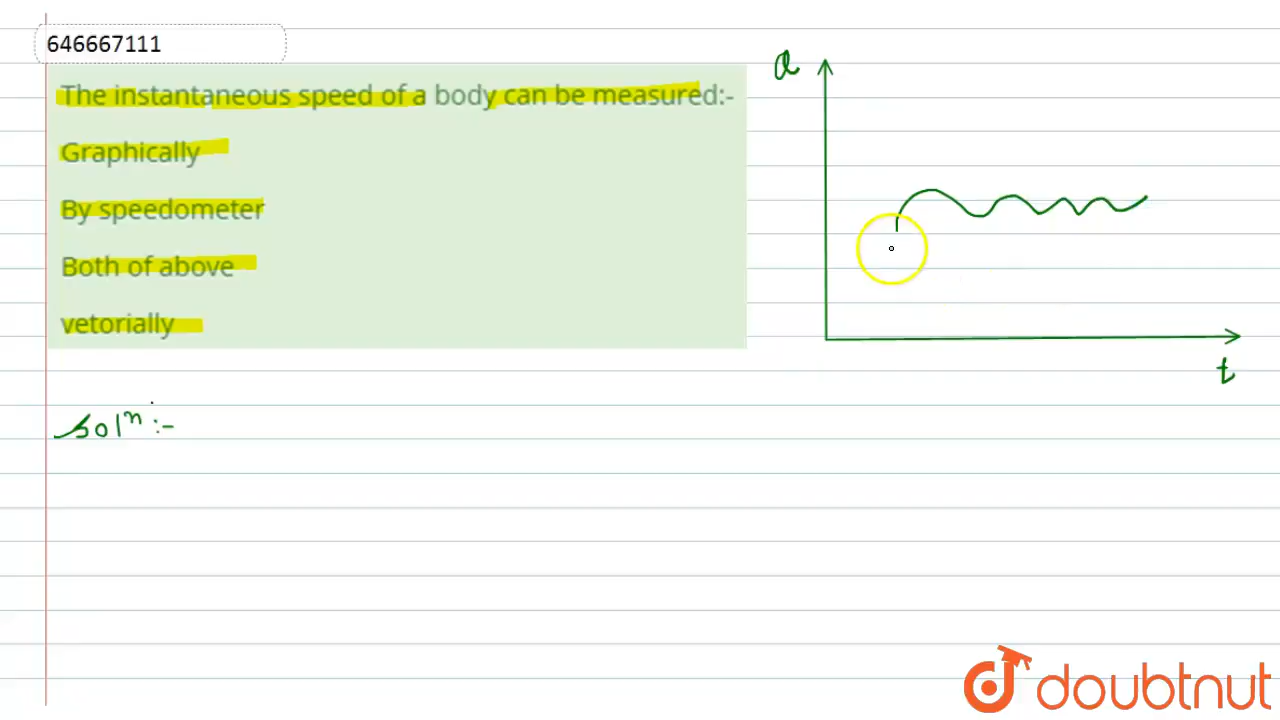 646667111
The instantaneous speed of a body can be measured:-
Graphically
By speedometer
Both of above
vetorially
a
t
Solⁿ :-
doubtnut